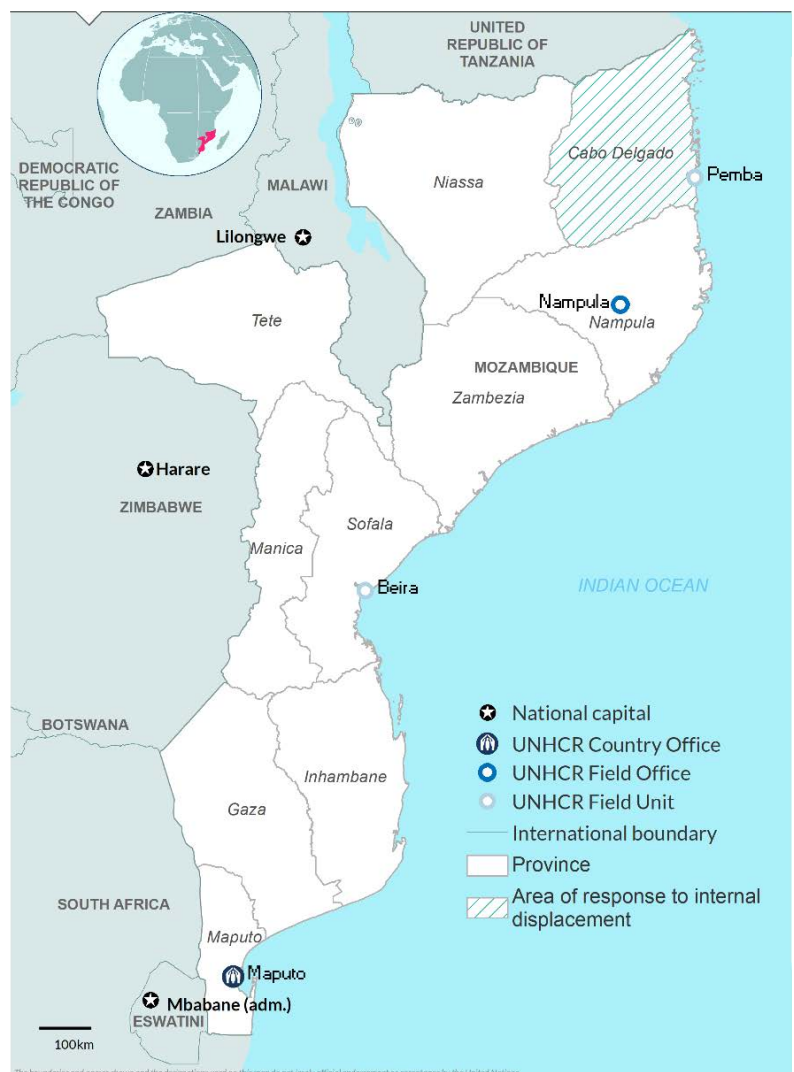 UNITED
REPUBLIC OF
TANZANIA
DEMOCRATIC
REPUBLIC OF
THE CONGO
ZAMBIA
MALAWI
Lilongwe
Niassa
Cabo Delgado
Pemba
Tete
Nampula
Nampula
MOZAMBIQUE
Zambezia
Harare
ZIMBABWE
Manica
Sofala
Beira
INDIAN OCEAN
BOTSWANA
Gaza
Inhambane
National capital
UNHCR Country Office
UNHCR Field Office
UNHCR Field Unit
International boundary
Province
Area of response to internal
displacement
SOUTH AFRICA
Maputo
Maputo
Mbabane (adm.)
ESWATINI
100km